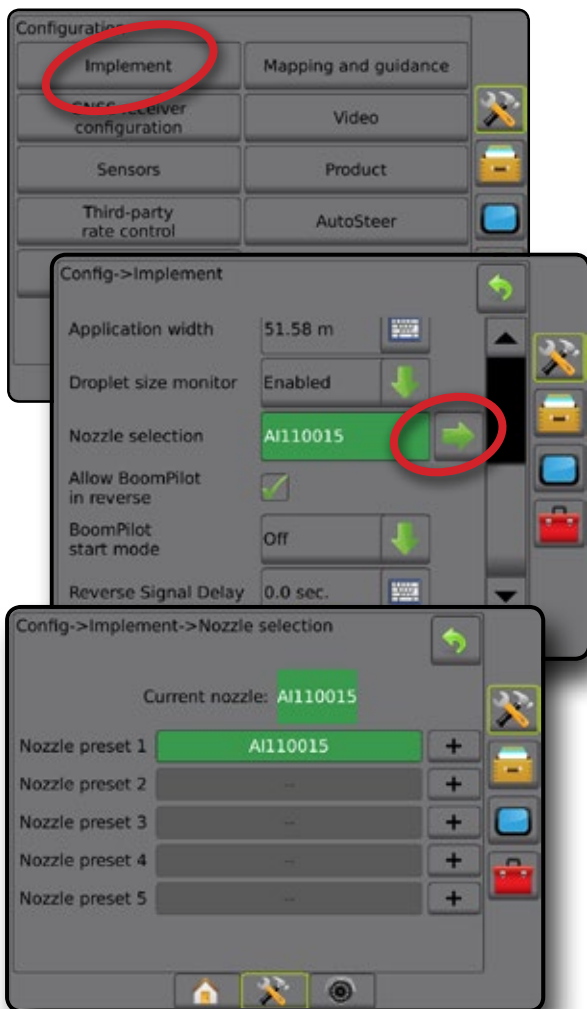 Configuration
Implement
Mapping and guidance
GNSS receiver
configuration
Video
Sensors
Product
Third-party
rate control
AutoSteer
Config->Implement
Application width
51.58 m
Droplet size monitor
Enabled
Nozzle selection
AI110015
Allow BoomPilot
in reverse
BoomPilot
start mode
Off
Reverse Signal Delay
0.0 sec.
Config->Implement->Nozzle selection
Current nozzle: AI110015
Nozzle preset 1 AI110015 +
Nozzle preset 2 -- +
Nozzle preset 3 -- +
Nozzle preset 4 -- +
Nozzle preset 5 -- +